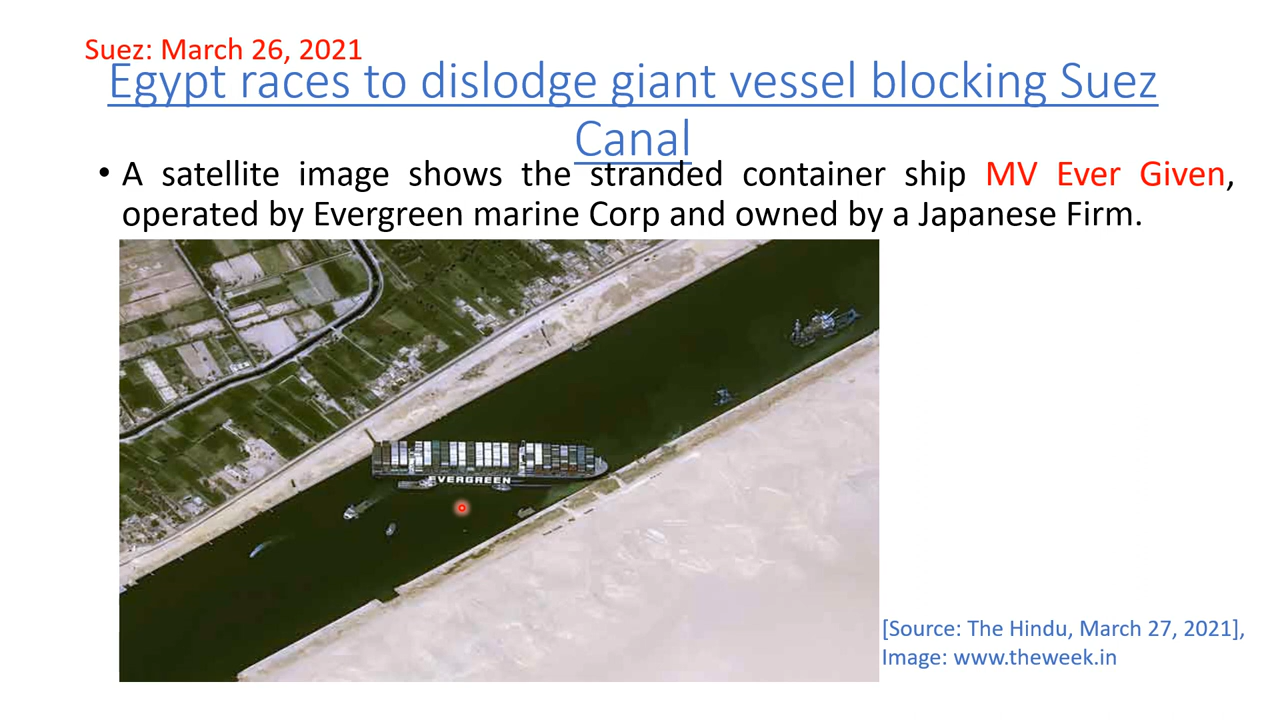 Suez: March 26, 2021
Egypt races to dislodge giant vessel blocking Suez
Canal
• A satellite image shows the stranded container ship MV Ever Given,
operated by Evergreen marine Corp and owned by a Japanese Firm.
EVERGREEN
[Source: The Hindu, March 27, 2021],
Image: www.theweek.in